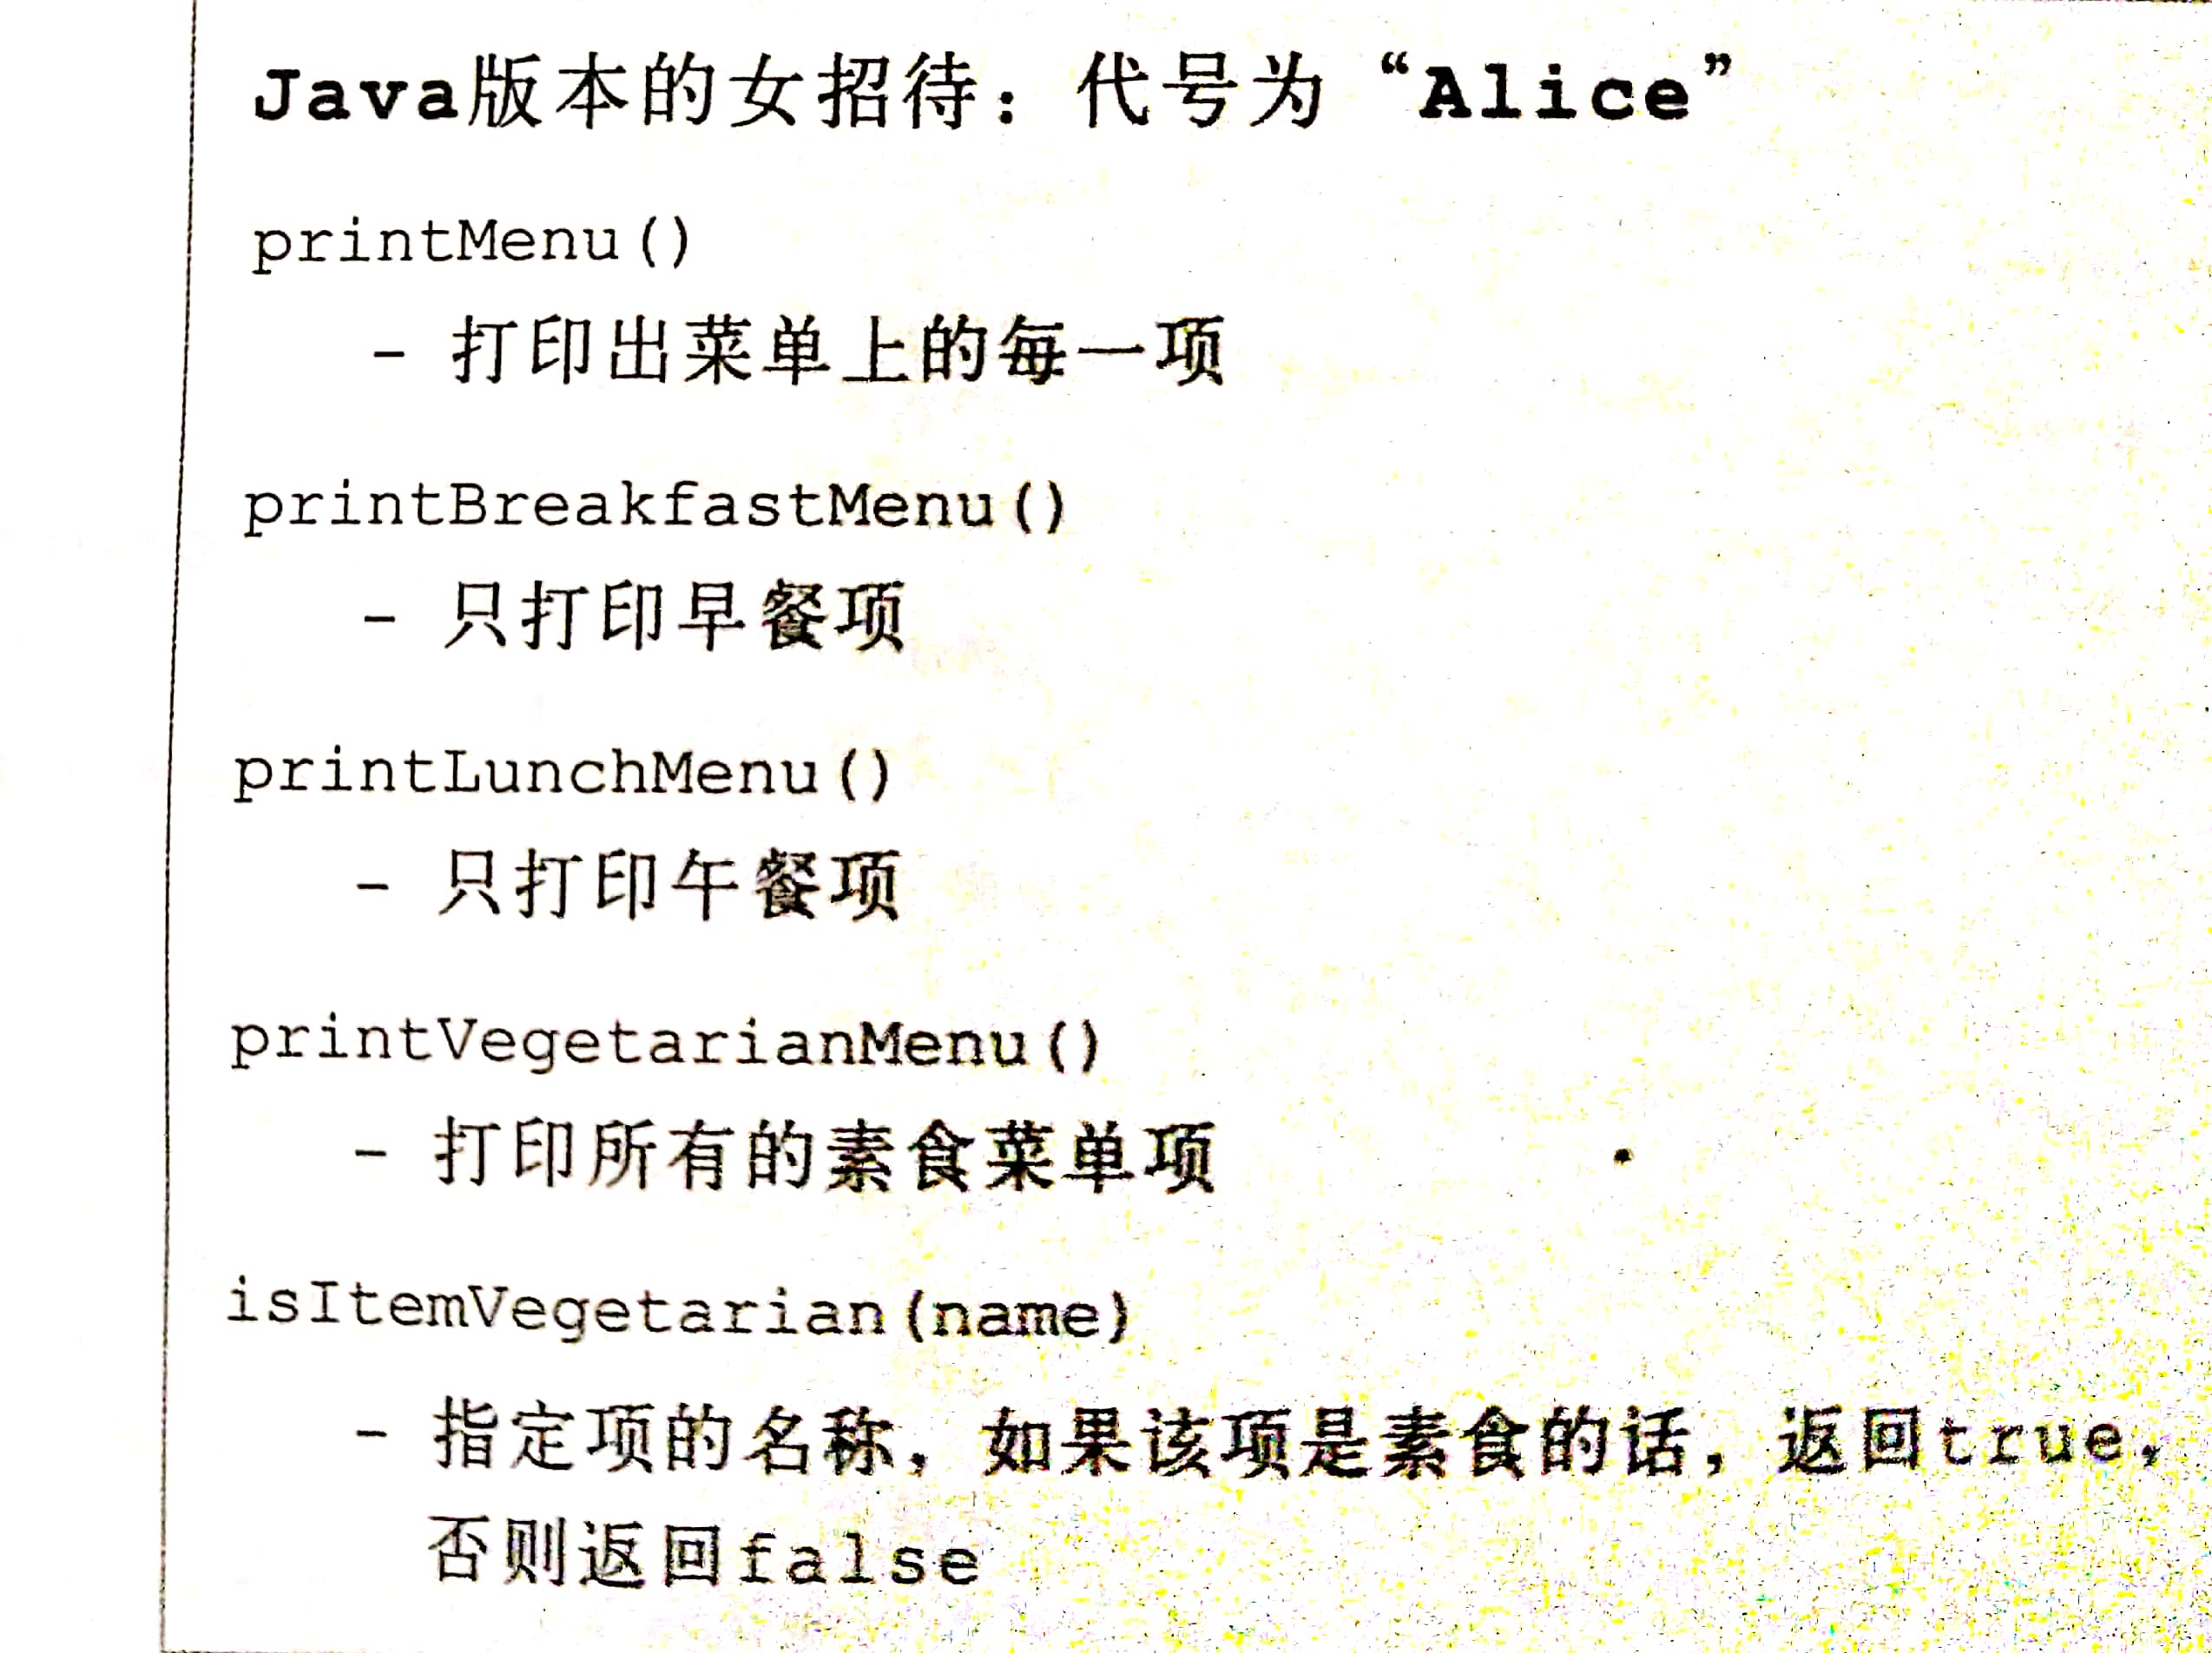 Java版本的女招待：代号为“Alice”
printMenu()
- 打印出菜单上的每一项
printBreakfastMenu()
- 只打印早餐项
printLunchMenu()
- 只打印午餐项
printVegetarianMenu()
- 打印所有的素食菜单项
isItemVegetarian(name)
- 指定项的名称，如果该项是素食的话，返回true，
否则返回false